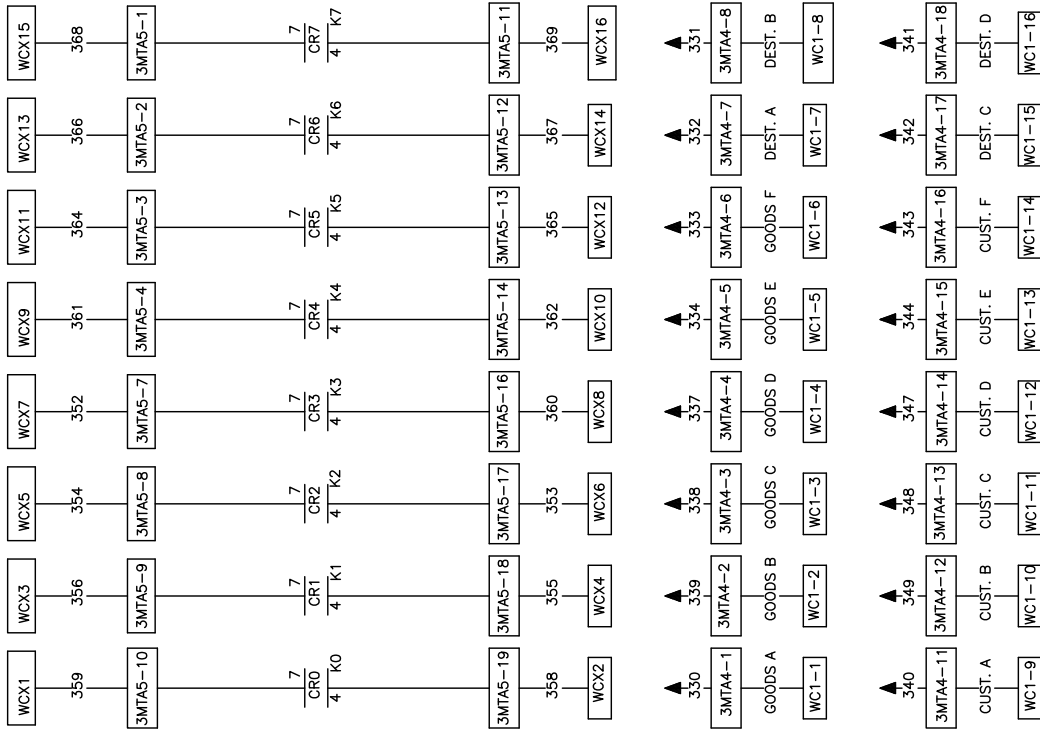 WC1-9
CUST. A
3MTA4-11
340
WC1-1
GOODS A
3MTA4-1
330
WCX2
358
3MTA5-19
7
CR0
4
K0
3MTA5-10
359
WCX1
WC1-10
CUST. B
3MTA4-12
349
WC1-2
GOODS B
3MTA4-2
339
WCX4
355
3MTA5-18
7
CR1
4
K1
3MTA5-9
356
WCX3
WC1-11
CUST. C
3MTA4-13
348
WC1-3
GOODS C
3MTA4-3
338
WCX6
353
3MTA5-17
7
CR2
4
K2
3MTA5-8
354
WCX5
WC1-12
CUST. D
3MTA4-14
347
WC1-4
GOODS D
3MTA4-4
337
WCX8
360
3MTA5-16
7
CR3
4
K3
3MTA5-7
352
WCX7
WC1-13
CUST. E
3MTA4-15
344
WC1-5
GOODS E
3MTA4-5
334
WCX10
362
3MTA5-14
7
CR4
4
K4
3MTA5-4
361
WCX9
WC1-14
CUST. F
3MTA4-16
343
WC1-6
GOODS F
3MTA4-6
333
WCX12
365
3MTA5-13
7
CR5
4
K5
3MTA5-3
364
WCX11
WC1-15
DEST. C
3MTA4-17
342
WC1-7
DEST. A
3MTA4-7
332
WCX14
367
3MTA5-12
7
CR6
4
K6
3MTA5-2
366
WCX13
WC1-16
DEST. D
3MTA4-18
341
WC1-8
DEST. B
3MTA4-8
331
WCX16
369
3MTA5-11
7
CR7
4
K7
3MTA5-1
368
WCX15